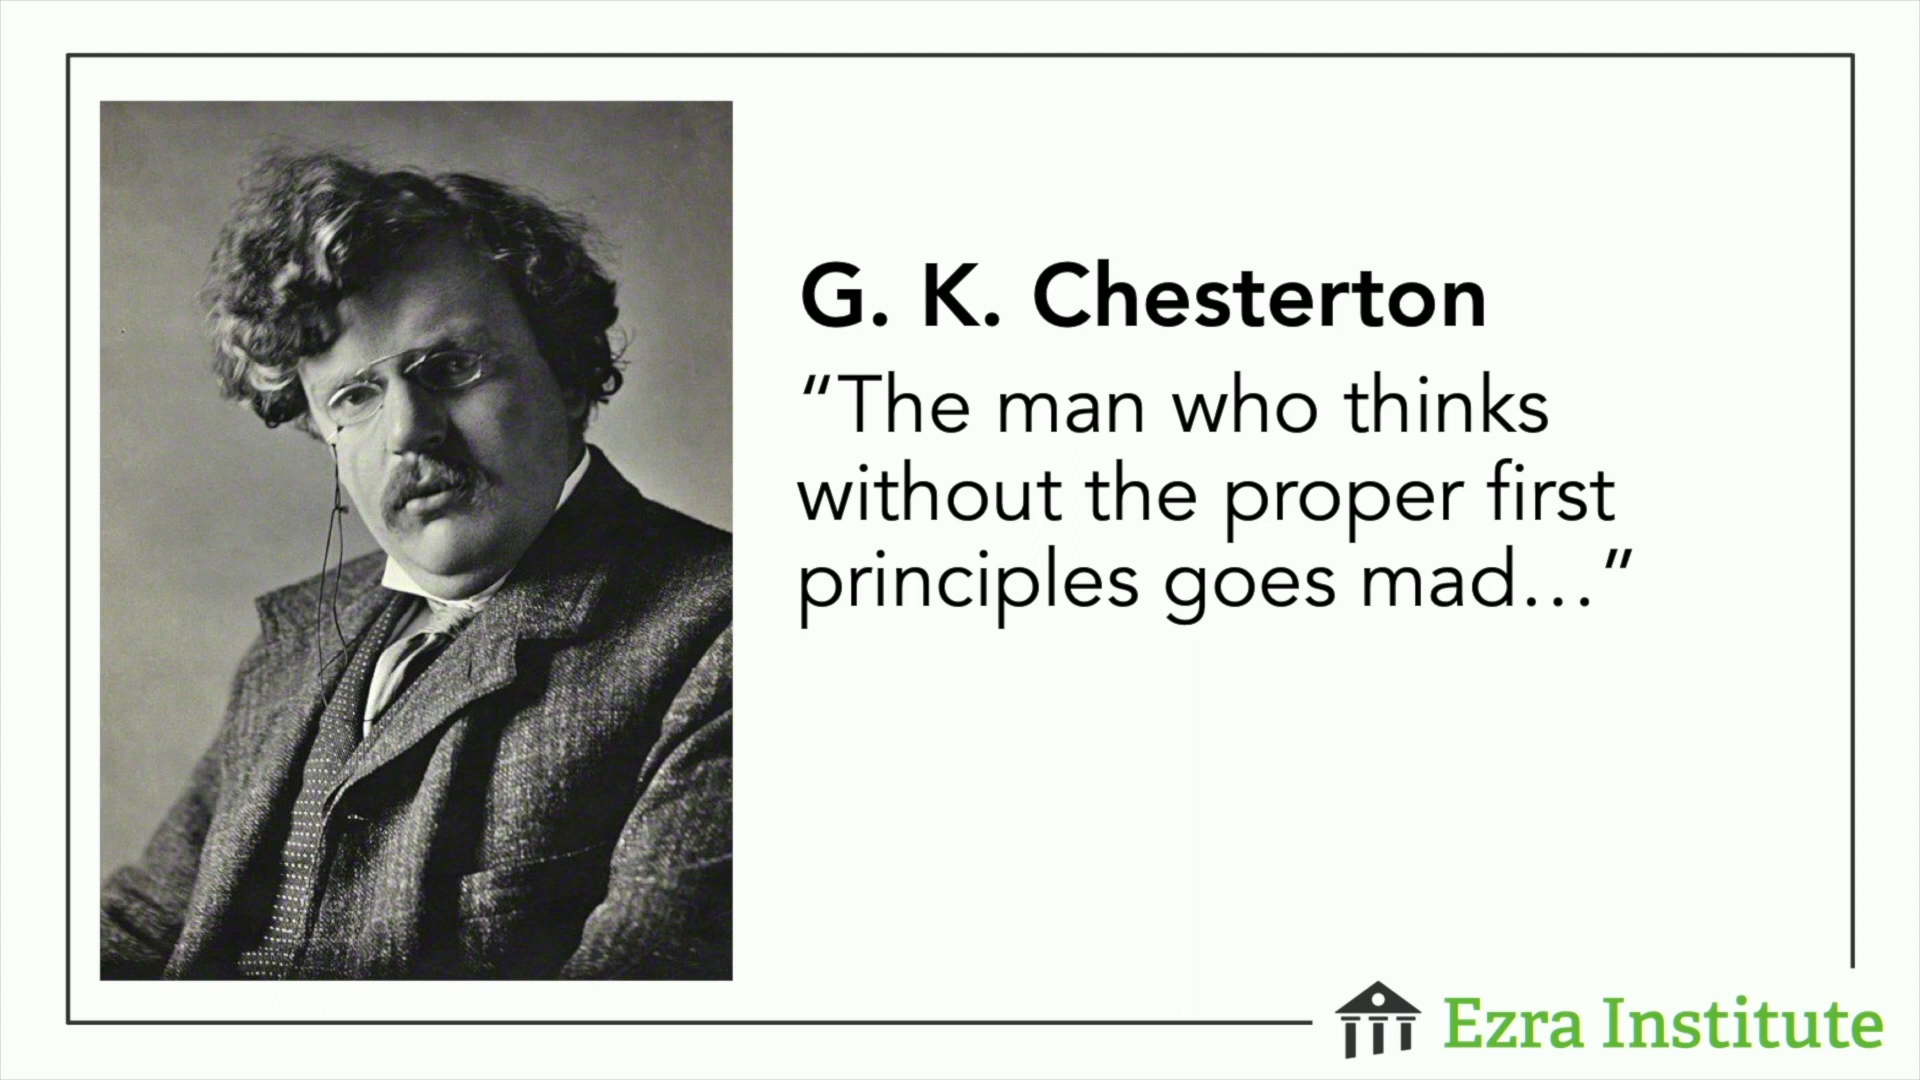 G. K. Chesterton
“The man who thinks
without the proper first
principles goes mad…”
Ezra Institute